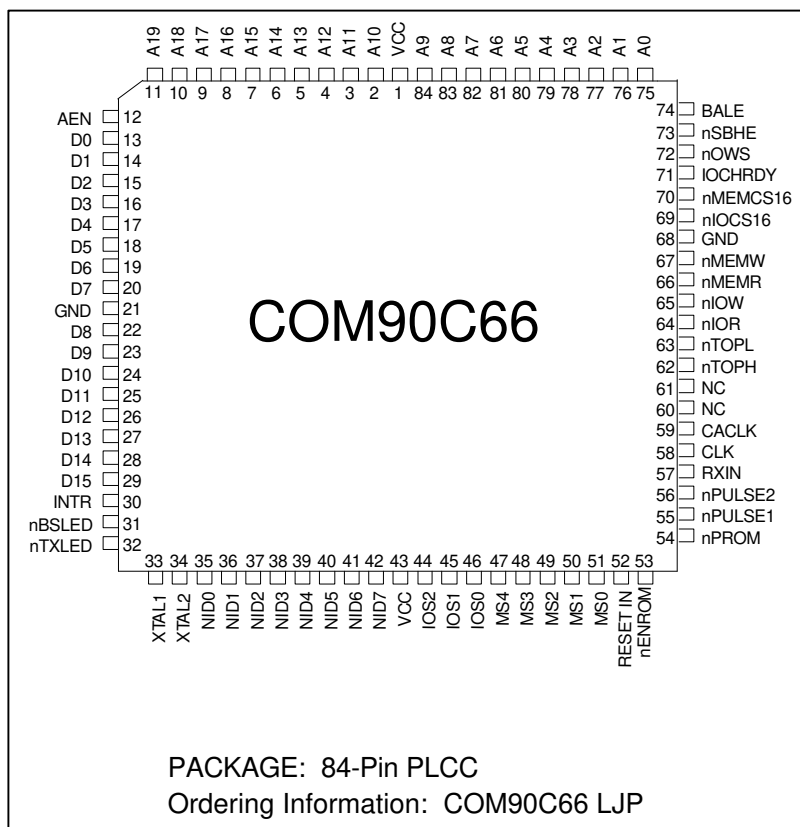 A19 A18 A17 A16 A15 A14 A13 A12 A11 A10 VCC A9 A8 A7 A6 A5 A4 A3 A2 A1 A0
11 10 9 8 7 6 5 4 3 2 1 84 83 82 81 80 79 78 77 76 75
AEN 12
D0 13
D1 14
D2 15
D3 16
D4 17
D5 18
D6 19
D7 20
GND 21
D8 22
D9 23
D10 24
D11 25
D12 26
D13 27
D14 28
D15 29
INTR 30
nBSLED 31
nTXLED 32
COM90C66
74 BALE
73 nSBHE
72 nOWS
71 IOCHRDY
70 nMEMCS16
69 nIOCS16
68 GND
67 nMEMW
66 nMEMR
65 nIOW
64 nIOR
63 nTOPL
62 nTOPH
61 NC
60 NC
59 CACLK
58 CLK
57 RXIN
56 nPULSE2
55 nPULSE1
54 nPROM
33 34 35 36 37 38 39 40 41 42 43 44 45 46 47 48 49 50 51 52 53
XTAL1 XTAL2 NID0 NID1 NID2 NID3 NID4 NID5 NID6 NID7 VCC IOS2 IOS1 IOS0 MS4 MS3 MS2 MS1 MS0 RESET IN nENROM
PACKAGE: 84-Pin PLCC
Ordering Information: COM90C66 LJP